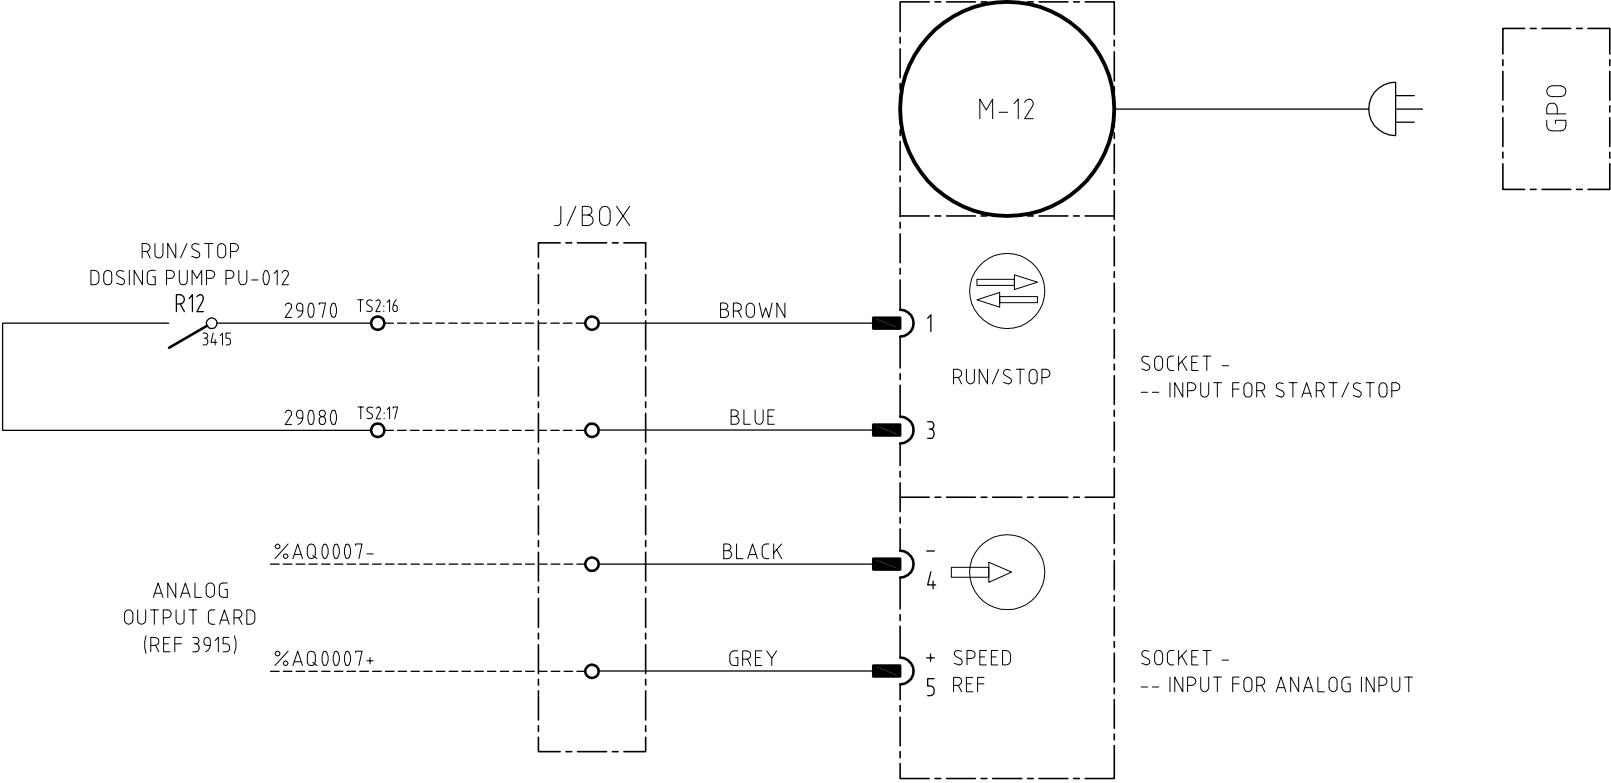 M-12
GPO
J/BOX
RUN/STOP
DOSING PUMP PU-012
R12
3415
29070
TS2:16
BROWN
1
RUN/STOP
SOCKET -
-- INPUT FOR START/STOP
29080
TS2:17
BLUE
3
%AQ0007-
BLACK
-
4
ANALOG
OUTPUT CARD
(REF 3915)
%AQ0007+
GREY
+ SPEED
5 REF
SOCKET -
-- INPUT FOR ANALOG INPUT